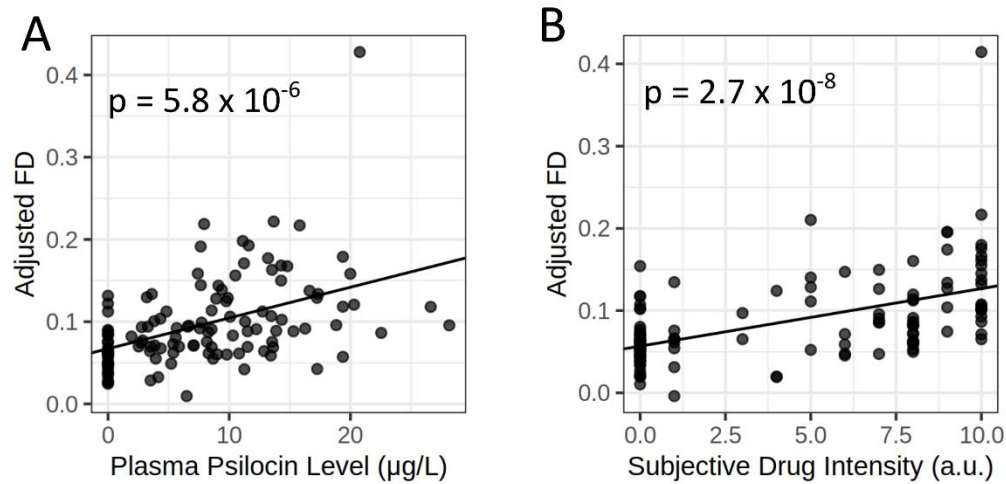 A
p = 5.8 x 10⁻⁶
Adjusted FD
0.4
0.3
0.2
0.1
0.0
0
10
20
Plasma Psilocin Level (µg/L)
B
p = 2.7 x 10⁻⁸
Adjusted FD
0.4
0.3
0.2
0.1
0.0
0.0
2.5
5.0
7.5
10.0
Subjective Drug Intensity (a.u.)